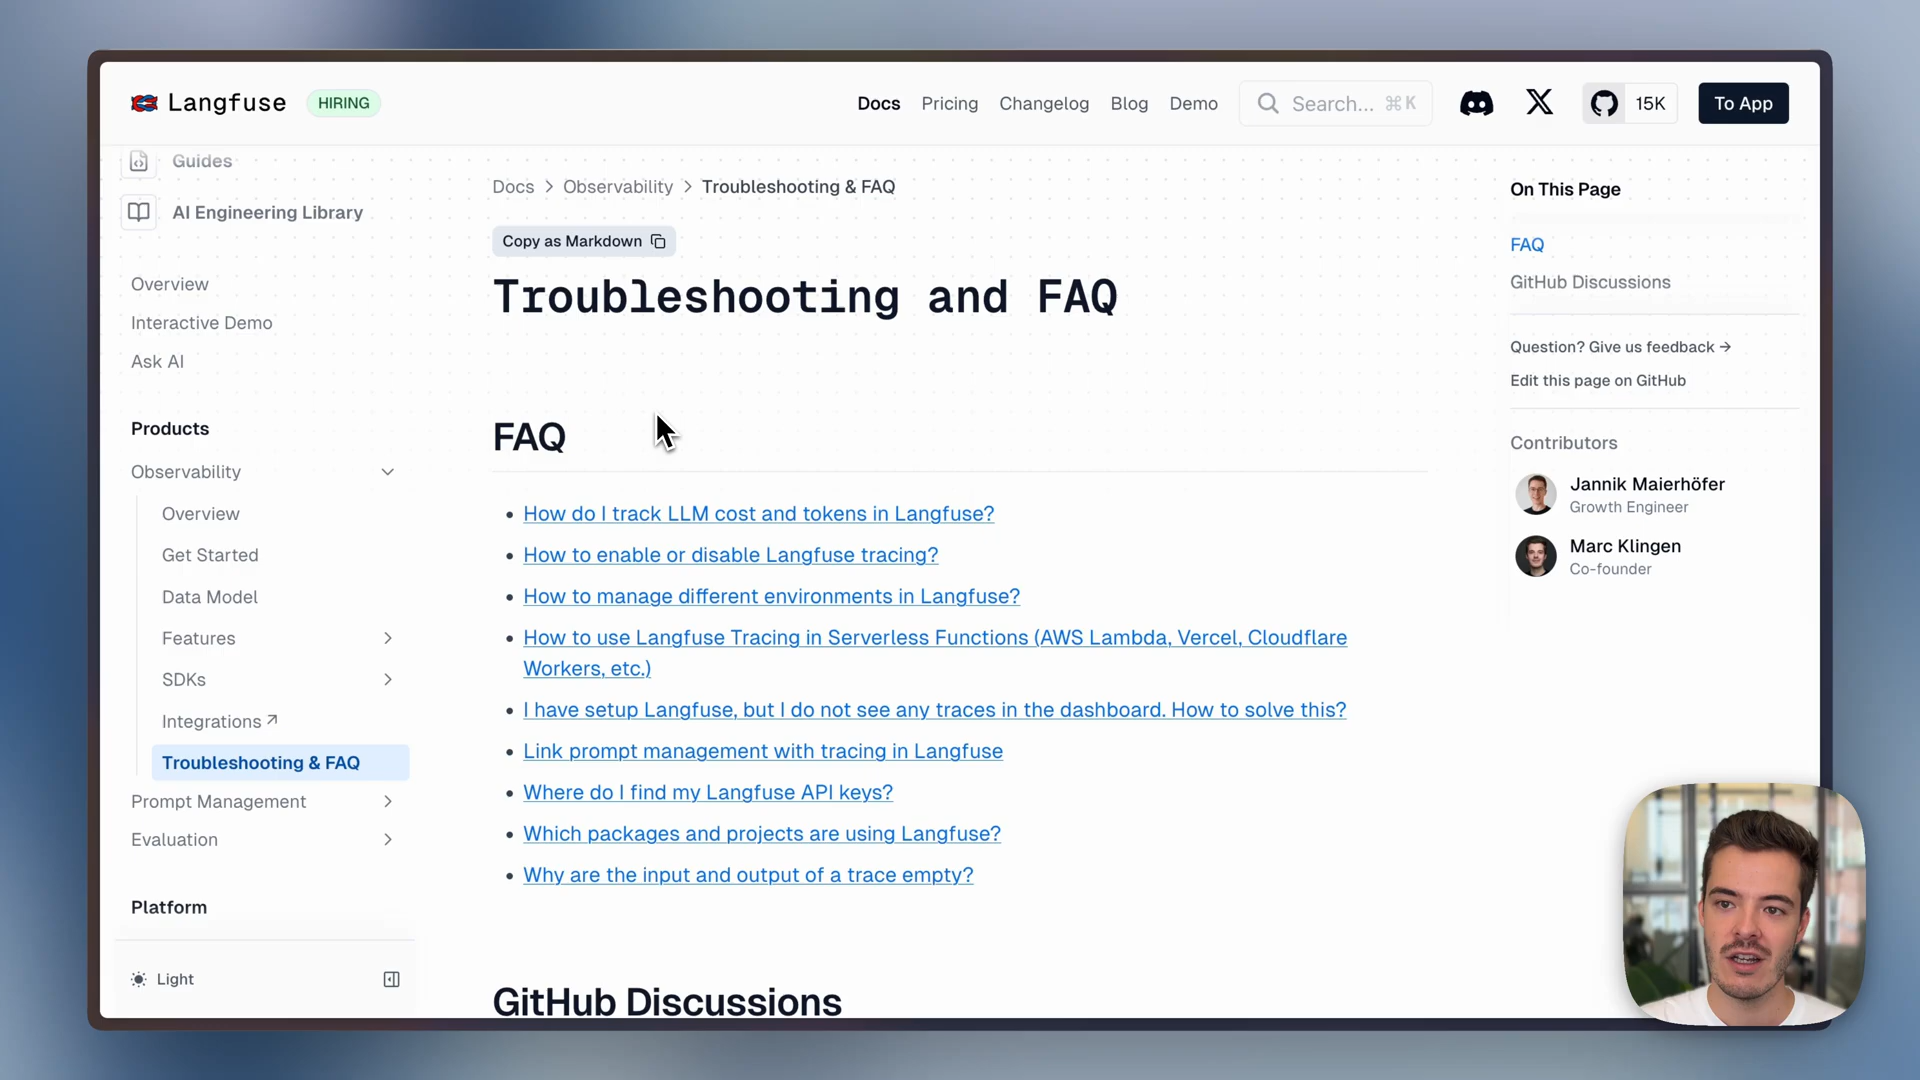 Langfuse
HIRING
Docs
Pricing
Changelog
Blog
Demo
Search... ⌘K
15K
To App
Guides
AI Engineering Library
Overview
Interactive Demo
Ask AI
Products
Observability
Overview
Get Started
Data Model
Features
SDKs
Integrations
Troubleshooting & FAQ
Prompt Management
Evaluation
Platform
Light
Docs > Observability > Troubleshooting & FAQ
Copy as Markdown
Troubleshooting and FAQ
FAQ
• How do I track LLM cost and tokens in Langfuse?
• How to enable or disable Langfuse tracing?
• How to manage different environments in Langfuse?
• How to use Langfuse Tracing in Serverless Functions (AWS Lambda, Vercel, Cloudflare
Workers, etc.)
• I have setup Langfuse, but I do not see any traces in the dashboard. How to solve this?
• Link prompt management with tracing in Langfuse
• Where do I find my Langfuse API keys?
• Which packages and projects are using Langfuse?
• Why are the input and output of a trace empty?
GitHub Discussions
On This Page
FAQ
GitHub Discussions
Question? Give us feedback →
Edit this page on GitHub
Contributors
Jannik Maierhöfer
Growth Engineer
Marc Klingen
Co-founder